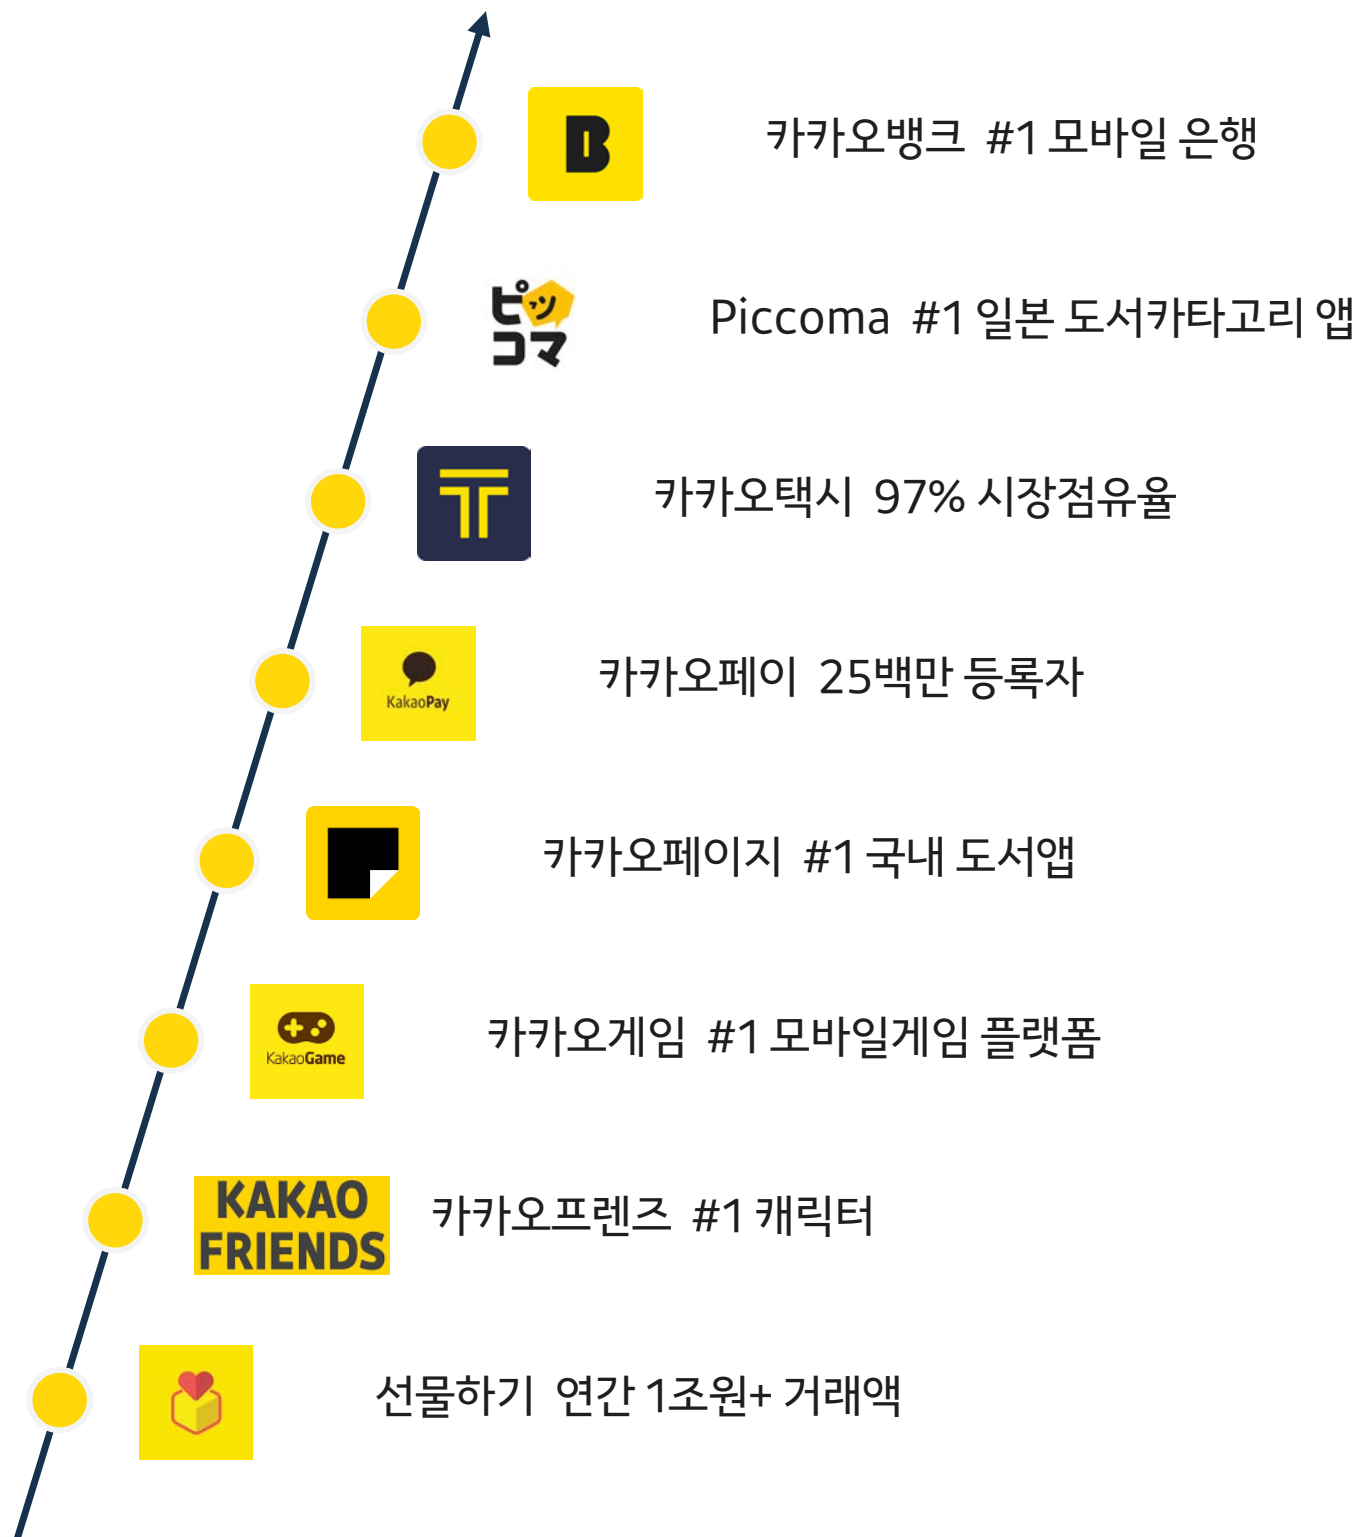 B
카카오뱅크 #1 모바일 은행
ピッ
コマ
Piccoma #1 일본 도서카타고리 앱
T
카카오택시 97% 시장점유율
KakaoPay
카카오페이 25백만 등록자
카카오페이지 #1 국내 도서앱
KakaoGame
카카오게임 #1 모바일게임 플랫폼
KAKAO
FRIENDS
카카오프렌즈 #1 캐릭터
선물하기 연간 1조원+ 거래액